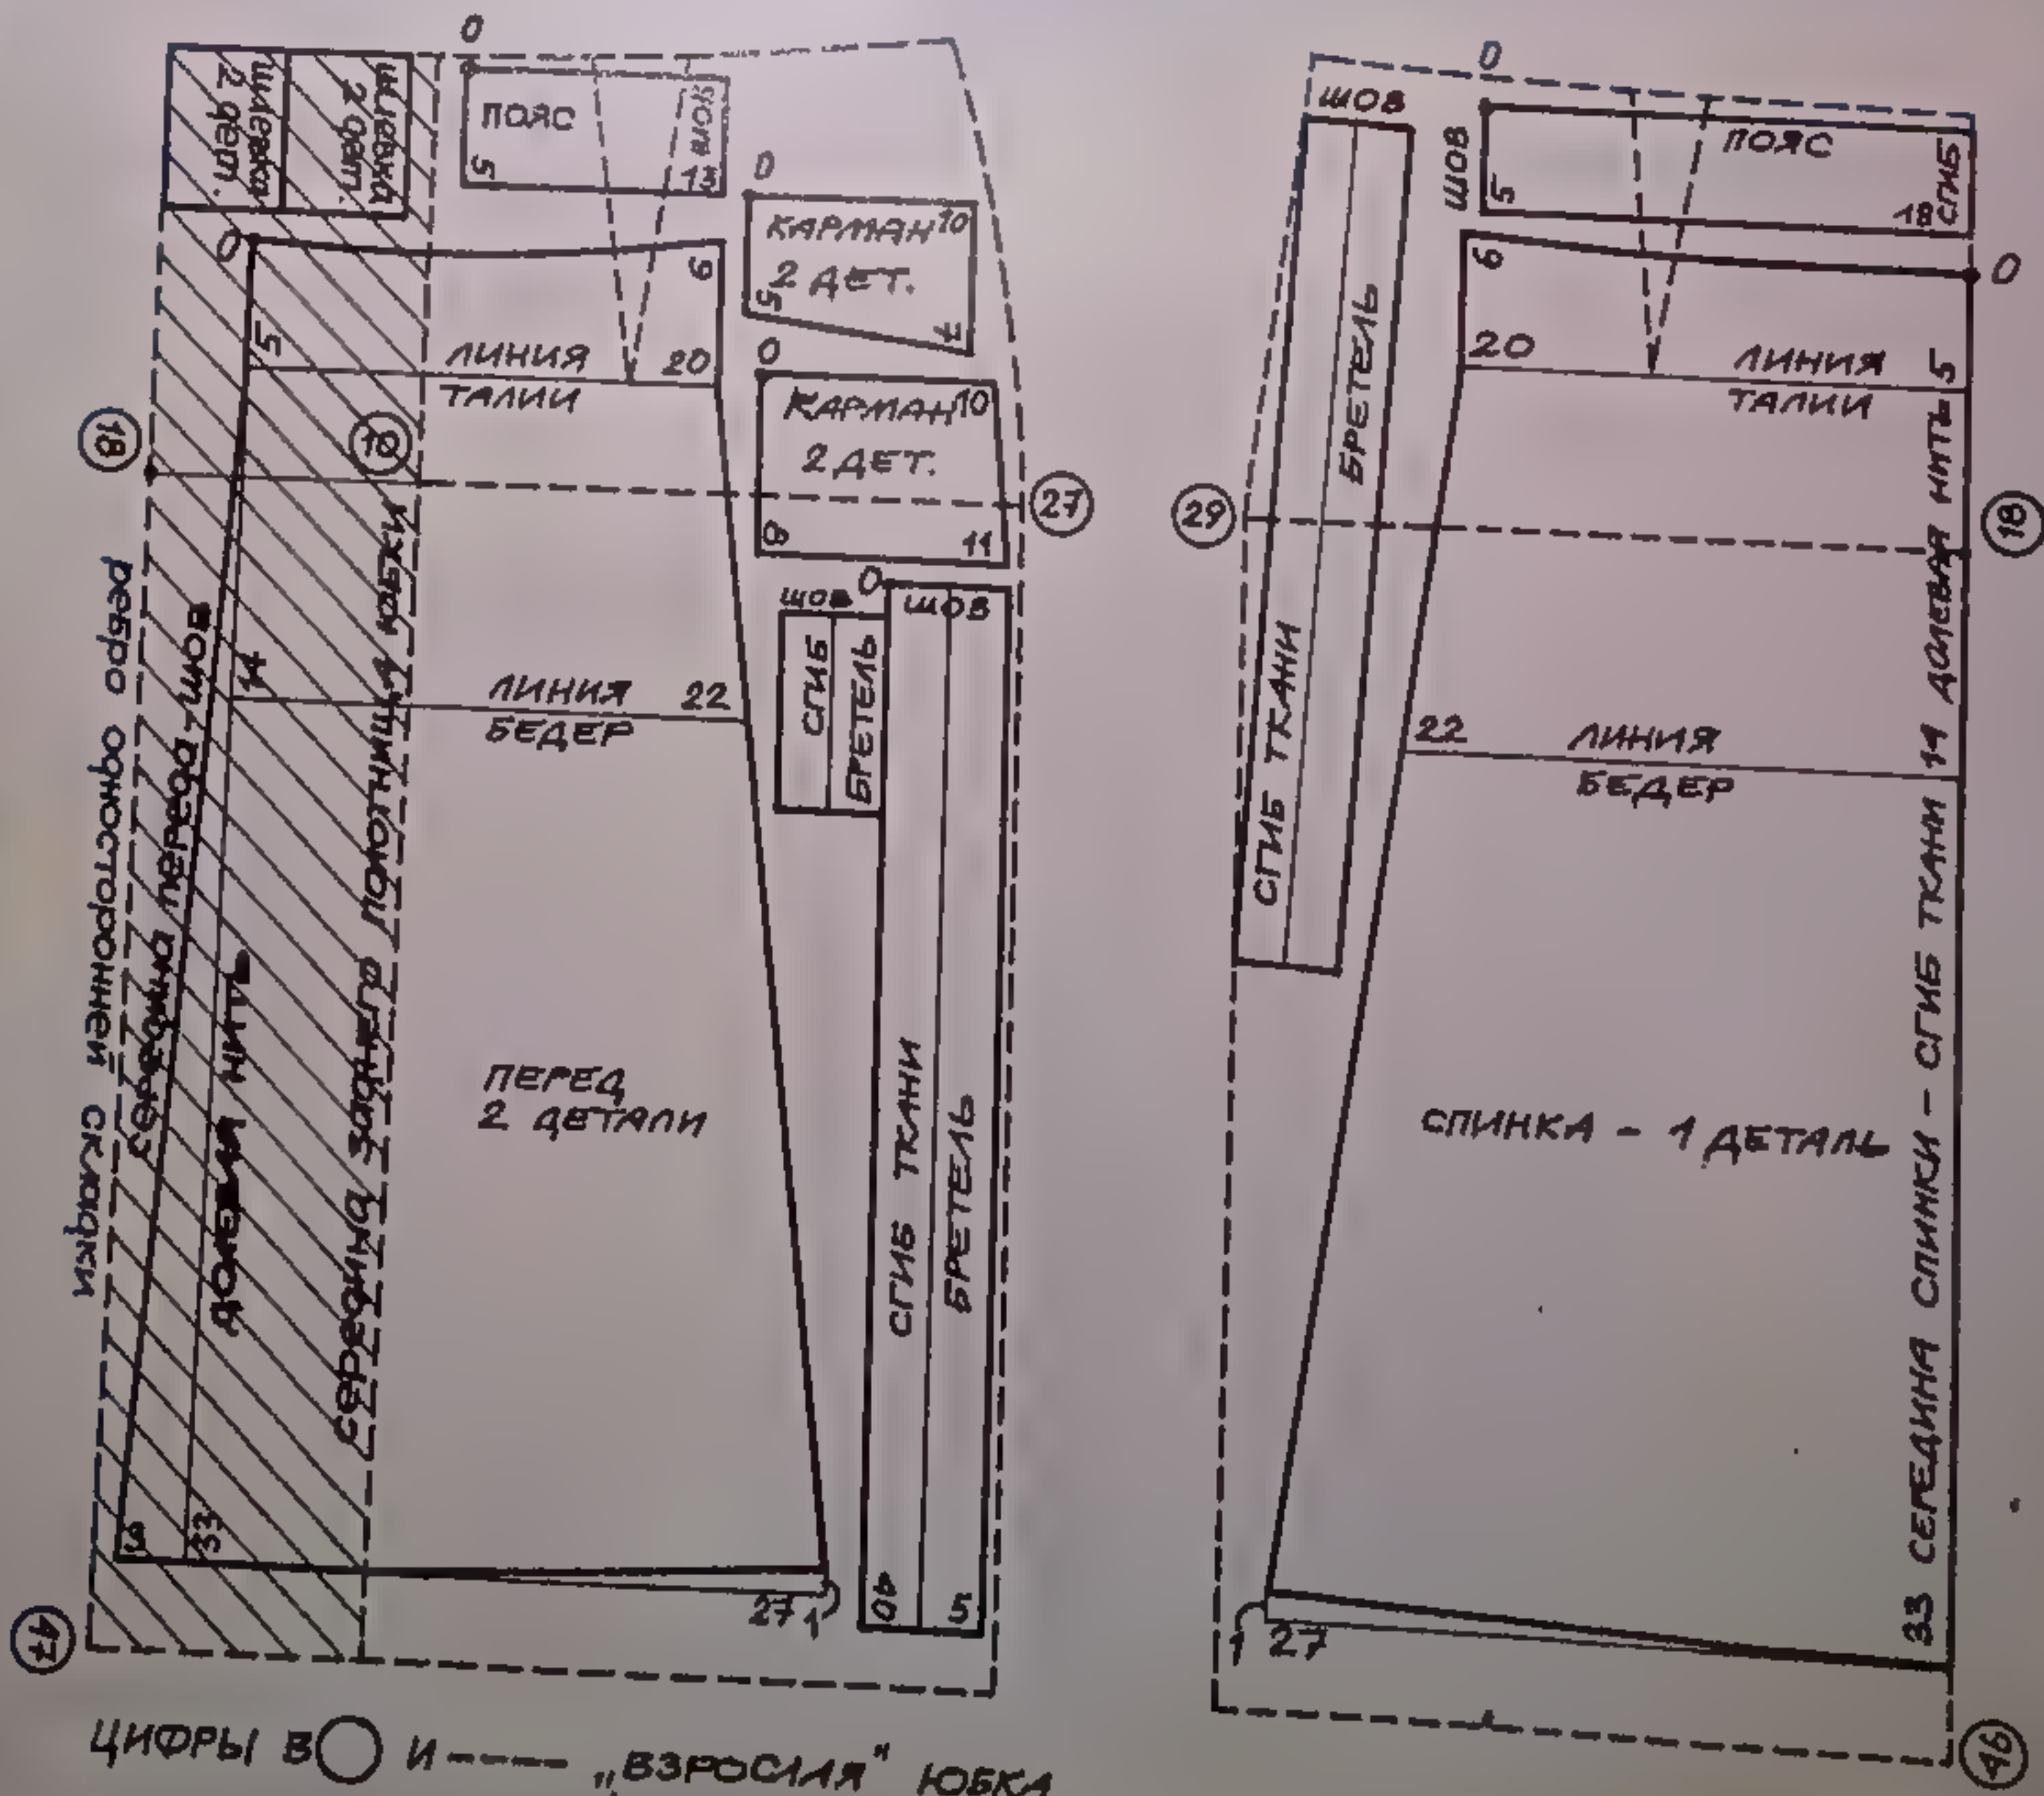 0
шлевка
2 дет.
шлевка
2 дет.
ПОЯС
ШОВ
5
13
0
КАРМАН 10
2 ДЕТ.
5
7
0
6
5
ЛИНИЯ 20
ТАЛИИ
0
КАРМАН 10
2 ДЕТ.
8
11
18
18
27
ребро односторонней складки
середина переда-шов
14
долевая нить
середина заднего полотнища юбки
ЛИНИЯ 22
БЕДЕР
0
ШОВ
СГИБ
БРЕТЕЛЬ
ШОВ
СГИБ ТКАНИ
БРЕТЕЛЬ
40
5
ПЕРЕД
2 ДЕТАЛИ
3
33
27
1
47
0
ШОВ
СГИБ ТКАНИ
БРЕТЕЛЬ
ШОВ
ПОЯС
5
18
СГИБ
6
0
20
ЛИНИЯ
ТАЛИИ
5
29
18
22
ЛИНИЯ
БЕДЕР
СПИНКА - 1 ДЕТАЛЬ
33 СЕРЕДИНА СПИНКИ - СГИБ ТКАНИ 14 ДОЛЕВАЯ НИТЬ
1
27
46
ЦИФРЫ В И ---- „ВЗРОСЛАЯ" ЮБКА